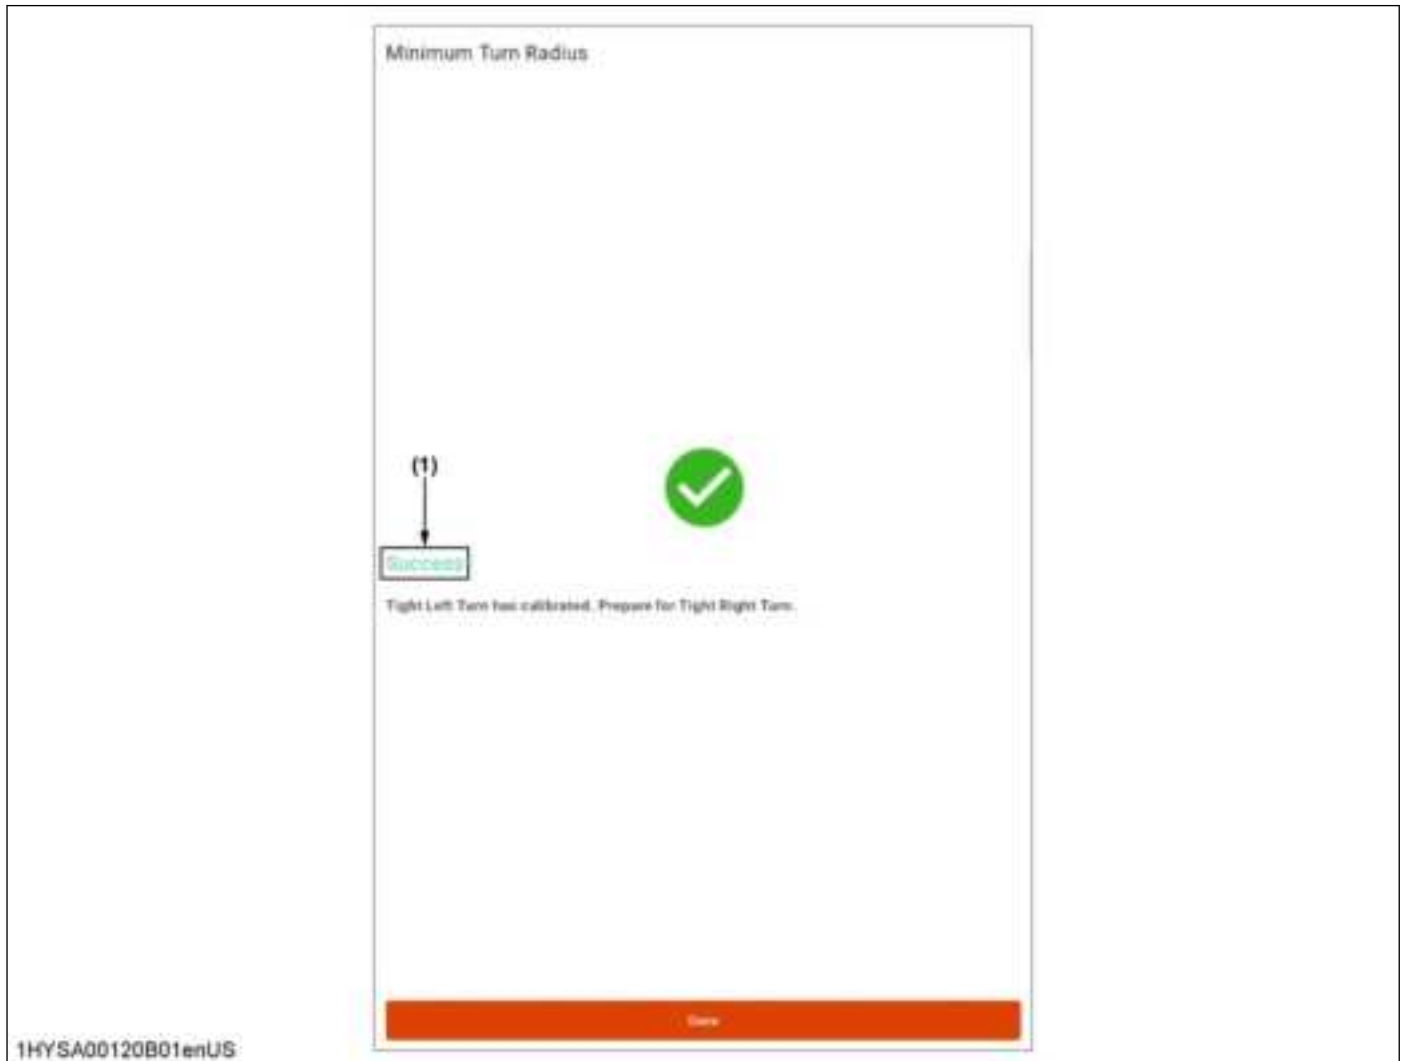 Minimum Turn Radius
(1)
Success
Tight Left Turn has calibrated. Prepare for Tight Right Turn.
1HYSA00120B01enUS